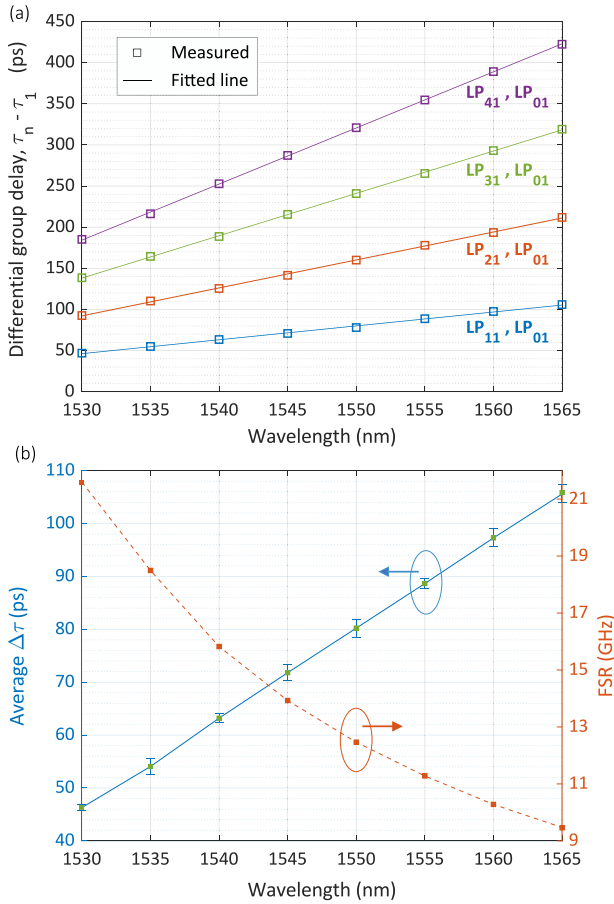 (a)
Differential group delay, τn - τ1 (ps)
450
400
350
300
250
200
150
100
50
0
Measured
Fitted line
LP41 , LP01
LP31 , LP01
LP21 , LP01
LP11 , LP01
1530 1535 1540 1545 1550 1555 1560 1565
Wavelength (nm)
(b)
Average Δτ (ps)
110
100
90
80
70
60
50
40
21
19
18
16
15
13
11
10
9
FSR (GHz)
1530 1535 1540 1545 1550 1555 1560 1565
Wavelength (nm)